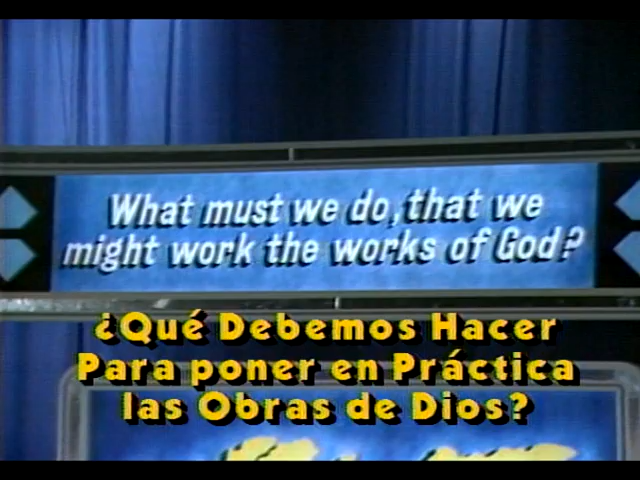 What must we do, that we
might work the works of God?
¿Qué Debemos Hacer
Para poner en Práctica
las Obras de Dios?